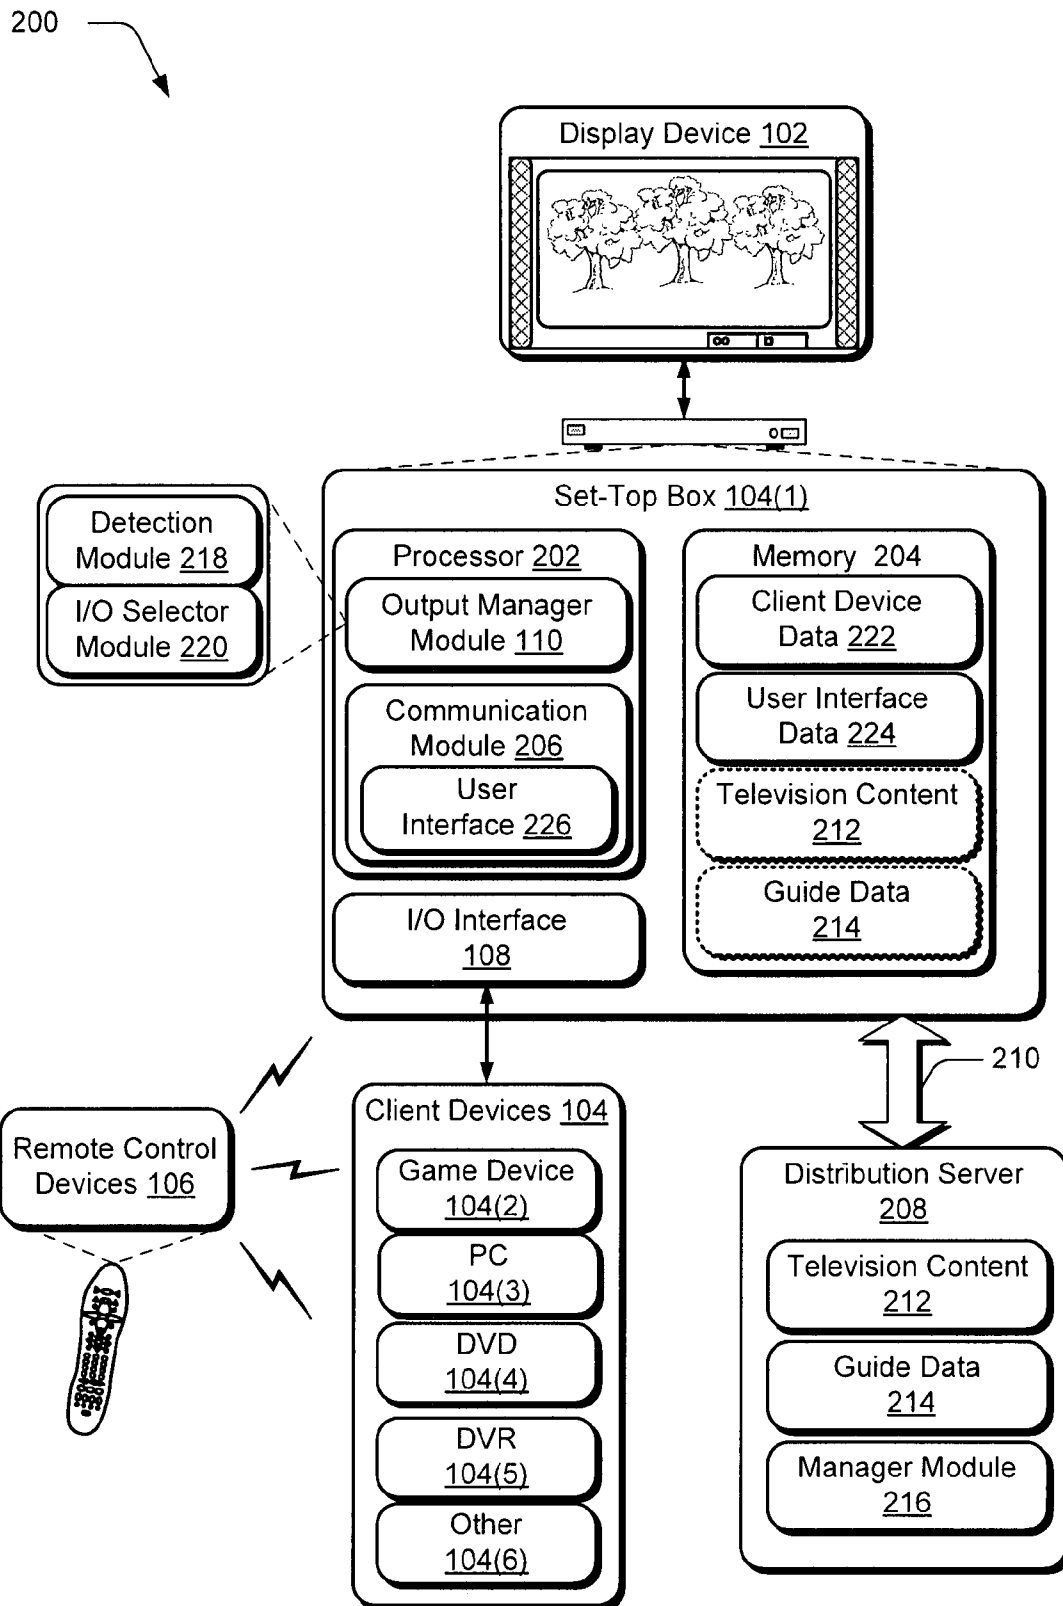 200
Display Device 102
Set-Top Box 104(1)
Detection
Module 218
I/O Selector
Module 220
Processor 202
Output Manager
Module 110
Communication
Module 206
User
Interface 226
I/O Interface
108
Memory 204
Client Device
Data 222
User Interface
Data 224
Television Content
212
Guide Data
214
210
Remote Control
Devices 106
Client Devices 104
Game Device
104(2)
PC
104(3)
DVD
104(4)
DVR
104(5)
Other
104(6)
Distribution Server
208
Television Content
212
Guide Data
214
Manager Module
216